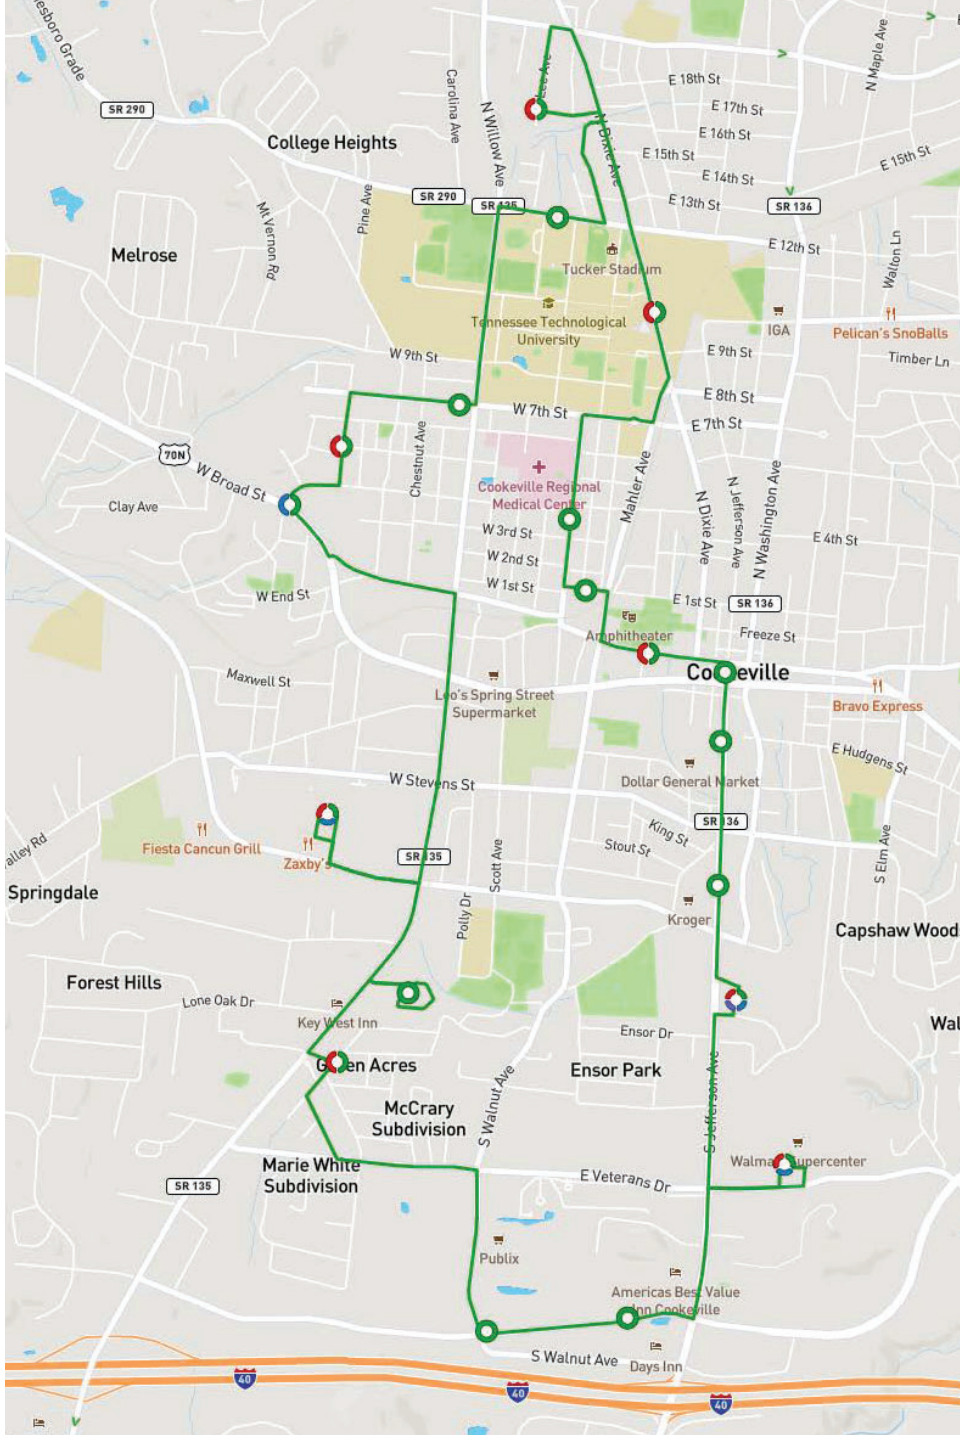 N Maple Ave
E 18th St
E 17th St
SR 290
Carolina Ave
N Willow Ave
N Dixie Ave
College Heights
E 16th St
E 15th St
E 15th St
E 14th St
SR 290
SR 135
E 13th St
SR 136
Pine Ave
Mt Vernon Rd
Melrose
E 12th St
Walton Ln
Tucker Stadium
Tennessee Technological
University
IGA
Pelican's SnoBalls
W 9th St
E 9th St
Timber Ln
E 8th St
W 7th St
E 7th St
70N
W Broad St
Chestnut Ave
Cookeville Regional
Medical Center
Mahler Ave
N Dixie Ave
N Jefferson Ave
N Washington Ave
Clay Ave
W 3rd St
E 4th St
W 2nd St
W 1st St
W End St
E 1st St
SR 136
Amphitheater
Freeze St
Maxwell St
Leo's Spring Street
Supermarket
Bravo Express
E Hudgens St
W Stevens St
Dollar General Market
SR 136
King St
Stout St
Fiesta Cancun Grill
Zaxby's
SR 135
Scott Ave
S Elm Ave
Springdale
Polly Dr
Kroger
Capshaw Wood
Forest Hills
Lone Oak Dr
Key West Inn
Ensor Dr
Ensor Park
S Jefferson Ave
S Walnut Ave
McCrary
Subdivision
Marie White
Subdivision
SR 135
E Veterans Dr
Publix
Americas Best Value
Inn Cookeville
S Walnut Ave
Days Inn
40
40
40